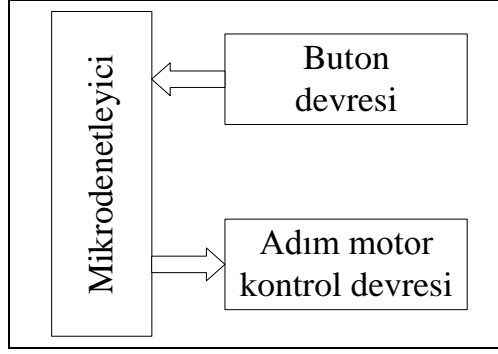 Mikrodenetleyici
Buton
devresi
Adım motor
kontrol devresi